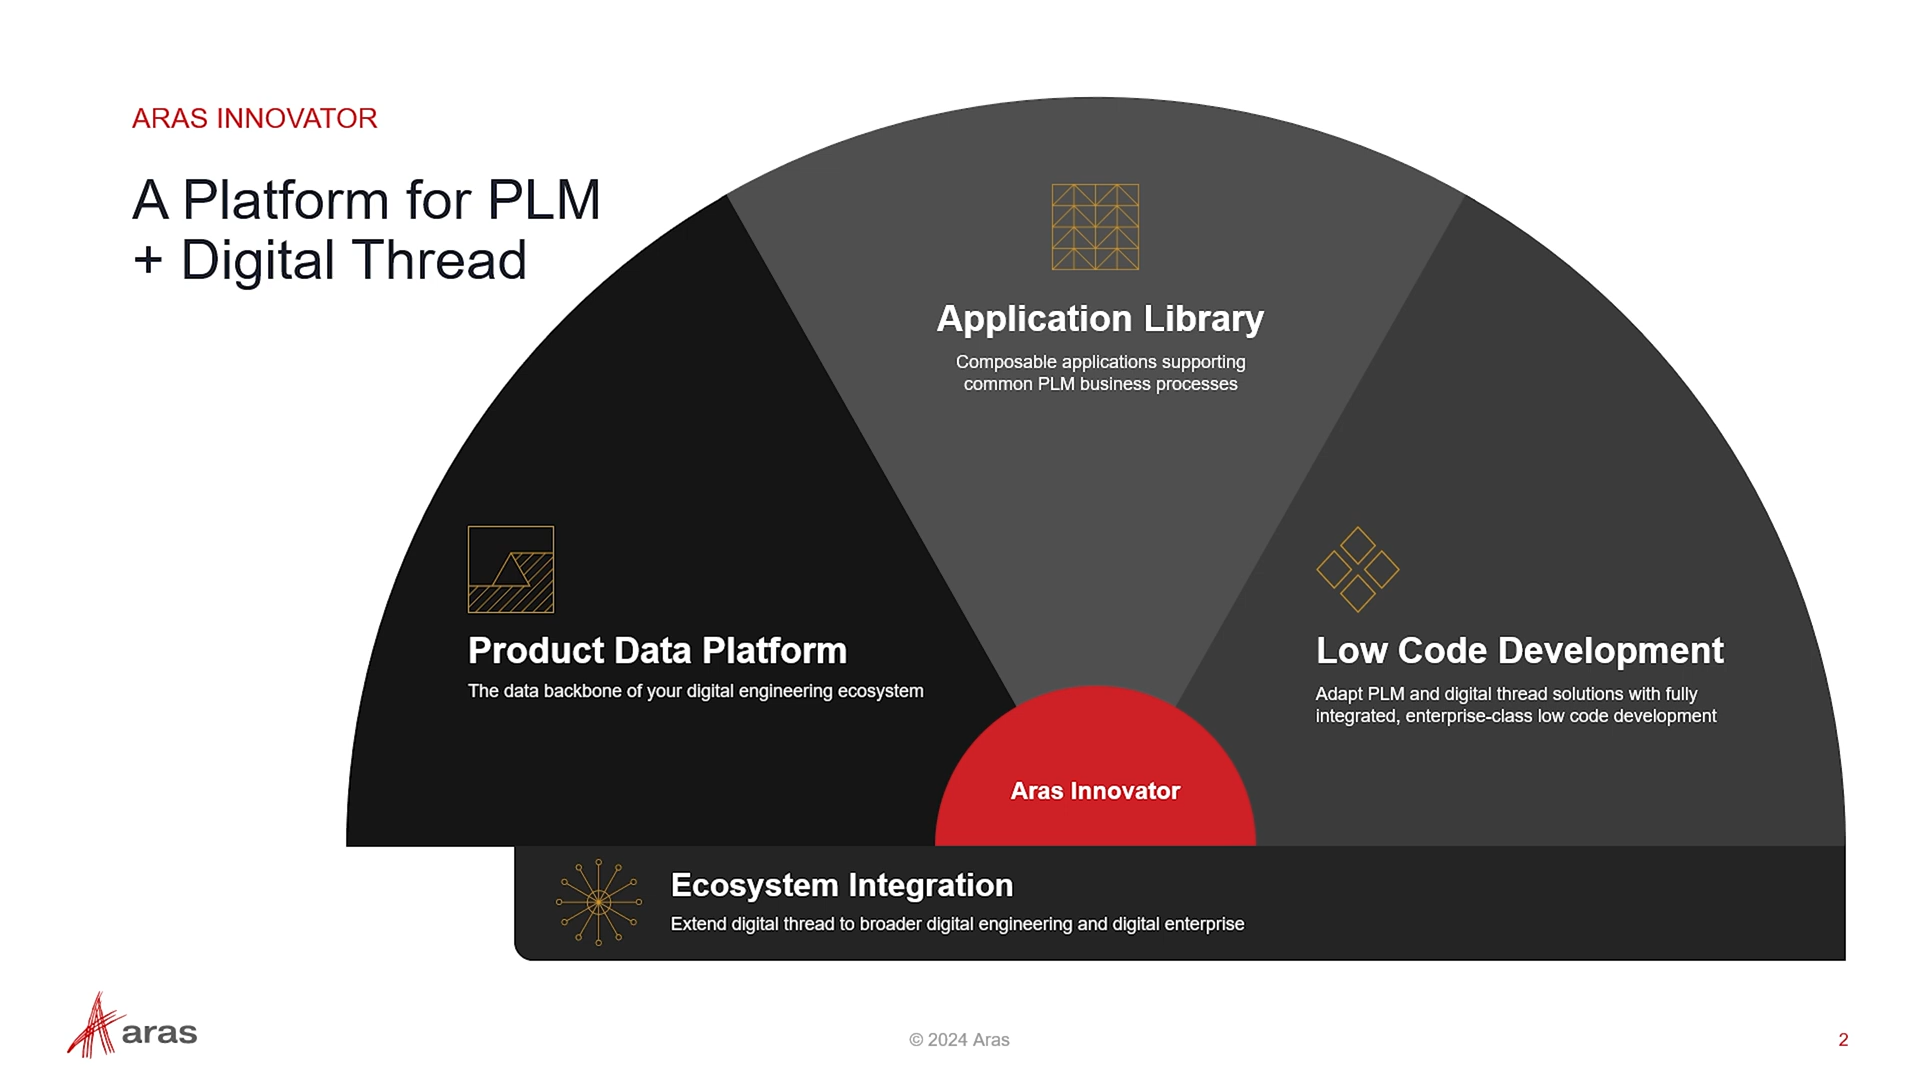 ARAS INNOVATOR
A Platform for PLM
+ Digital Thread
Application Library
Composable applications supporting
common PLM business processes
Product Data Platform
The data backbone of your digital engineering ecosystem
Low Code Development
Adapt PLM and digital thread solutions with fully
integrated, enterprise-class low code development
Aras Innovator
Ecosystem Integration
Extend digital thread to broader digital engineering and digital enterprise
aras
© 2024 Aras
2